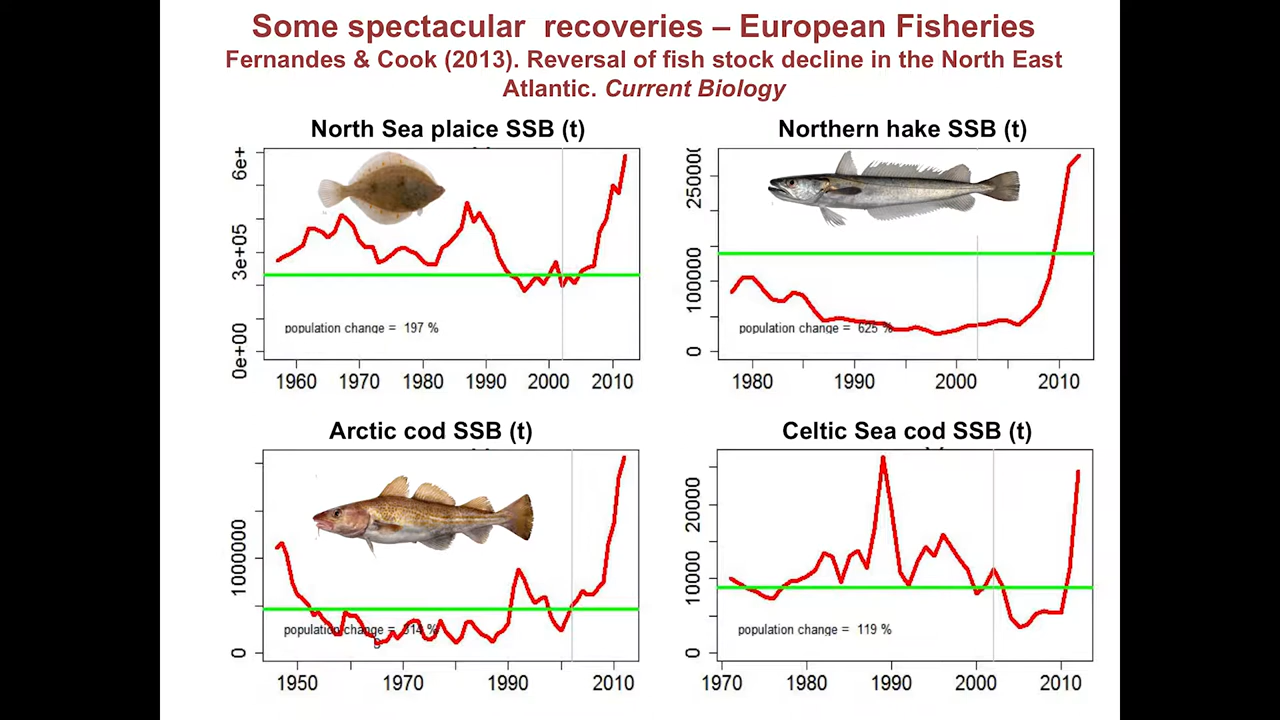 Some spectacular recoveries – European Fisheries
Fernandes & Cook (2013). Reversal of fish stock decline in the North East
Atlantic. Current Biology
North Sea plaice SSB (t)
6e+
3e+05
0e+00
population change = 197 %
1960 1970 1980 1990 2000 2010
Northern hake SSB (t)
100000
0
population change = 625 %
1980 1990 2000 2010
Arctic cod SSB (t)
0
population change = 314 %
1950 1970 1990 2010
Celtic Sea cod SSB (t)
20000
10000
0
population change = 119 %
1970 1980 1990 2000 2010